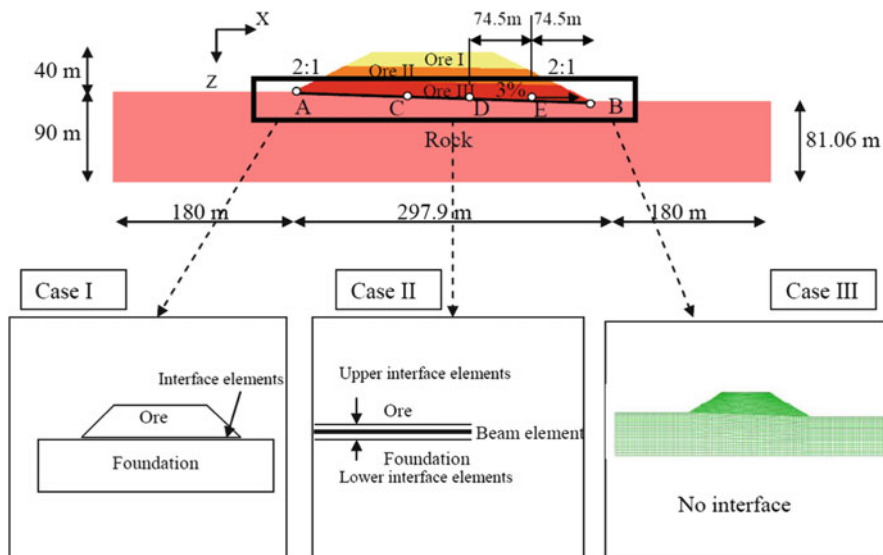 74.5m 74.5m
X
Z
40 m
2:1
Ore I
2:1
Ore II
Ore III
3%
A
C
D
E
B
90 m
Rock
81.06 m
180 m
297.9 m
180 m
Case I
Case II
Case III
Interface elements
Ore
Foundation
Upper interface elements
Ore
Beam element
Foundation
Lower interface elements
No interface